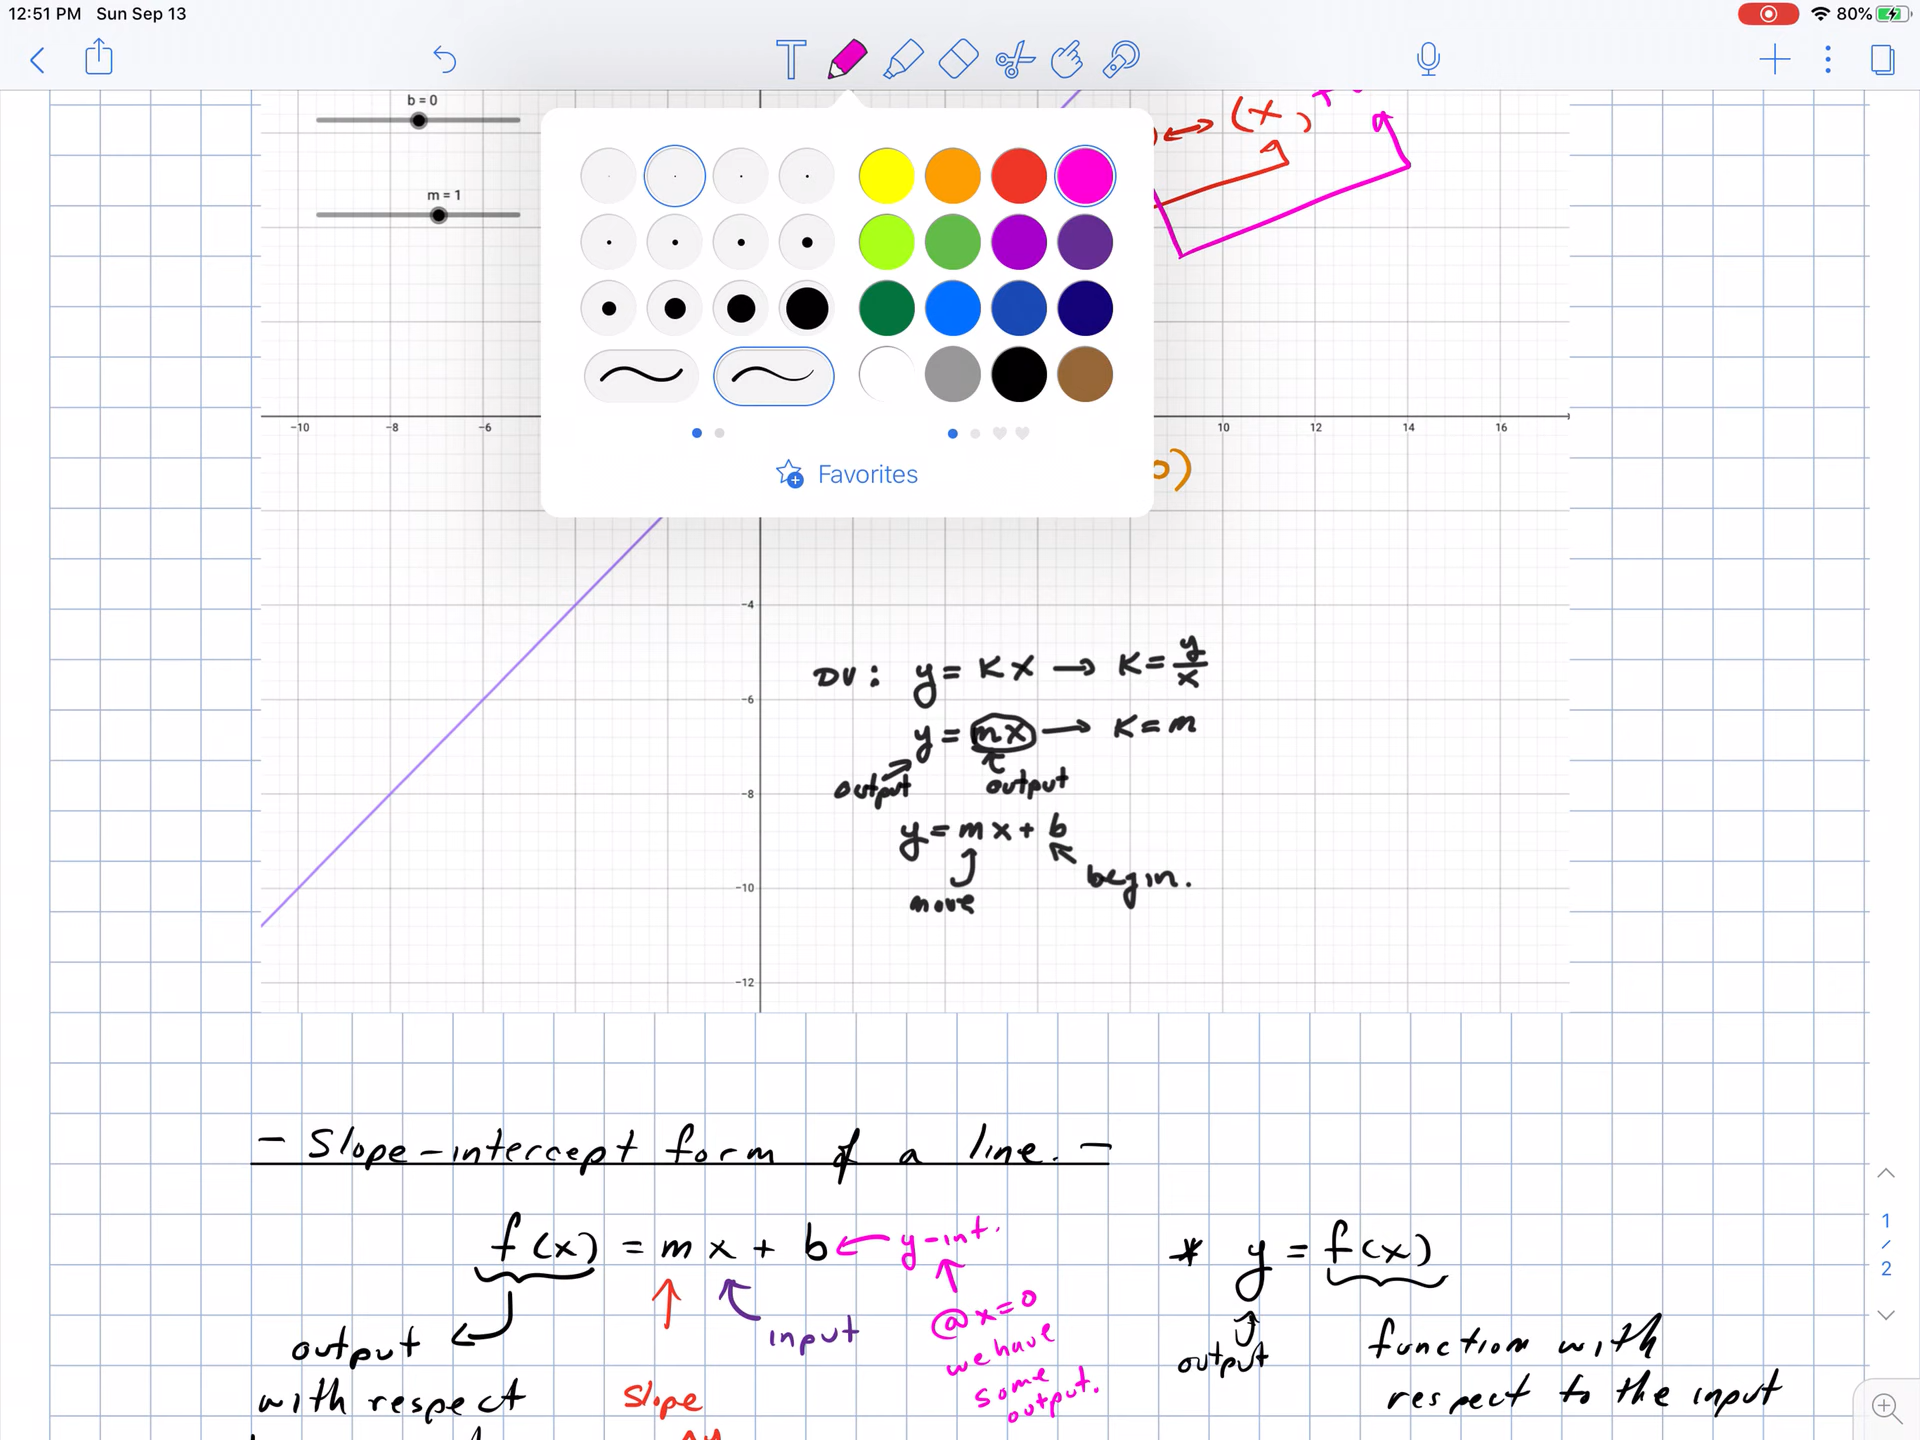 12:51 PM Sun Sep 13
80%
b = 0
m = 1
(x)
Favorites
-10 -8 -6 10 12 14 16
-4
-6
-8
-10
-12
DV: y = Kx → K = y/x
y = mx → K = m
output output
y = mx + b
move begin.
- Slope-intercept form of a line. -
f(x) = mx + b ← y-int.
* y = f(x)
input
@ x=0
we have
some
output.
output
with respect
Slope
output
function with
respect to the input
1
/
2